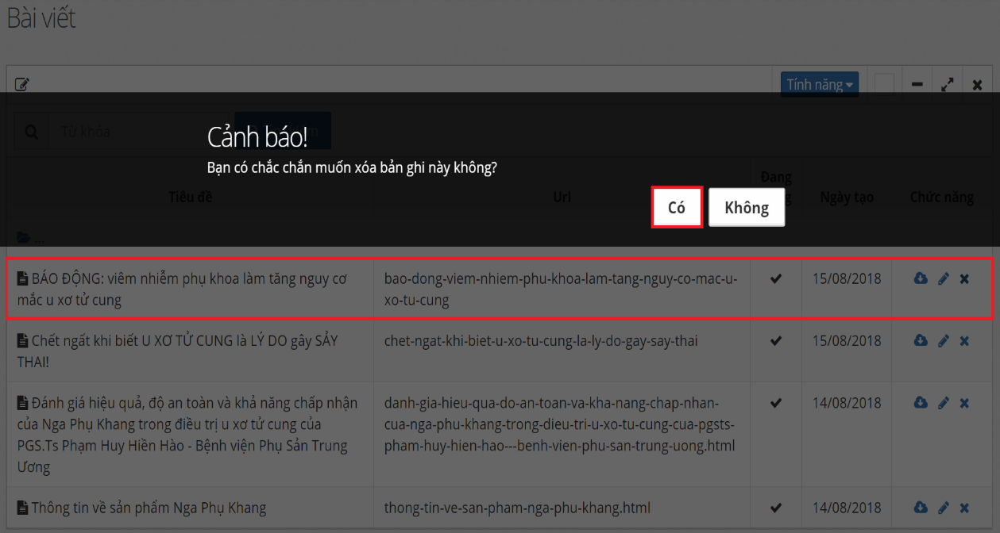 Bài viết
Tính năng
Từ khóa
Cảnh báo!
Bạn có chắc chắn muốn xóa bản ghi này không?
Có Không
Tiêu đề Url Đang Ngày tạo Chức năng
...
BÁO ĐỘNG: viêm nhiễm phụ khoa làm tăng nguy cơ bao-dong-viem-nhiem-phu-khoa-lam-tang-nguy-co-mac-u- 15/08/2018
mắc u xơ tử cung xo-tu-cung
Chết ngất khi biết U XƠ TỬ CUNG là LÝ DO gây SẢY chet-ngat-khi-biet-u-xo-tu-cung-la-ly-do-gay-say-thai 15/08/2018
THAI!
Đánh giá hiệu quả, độ an toàn và khả năng chấp nhận danh-gia-hieu-qua-do-an-toan-va-kha-nang-chap-nhan- 14/08/2018
của Nga Phụ Khang trong điều trị u xơ tử cung của cua-nga-phu-khang-trong-dieu-tri-u-xo-tu-cung-cua-pgsts-
PGS.Ts Phạm Huy Hiền Hào - Bệnh viện Phụ Sản Trung pham-huy-hien-hao---benh-vien-phu-san-trung-uong.html
Ương
Thông tin về sản phẩm Nga Phụ Khang thong-tin-ve-san-pham-nga-phu-khang.html 14/08/2018